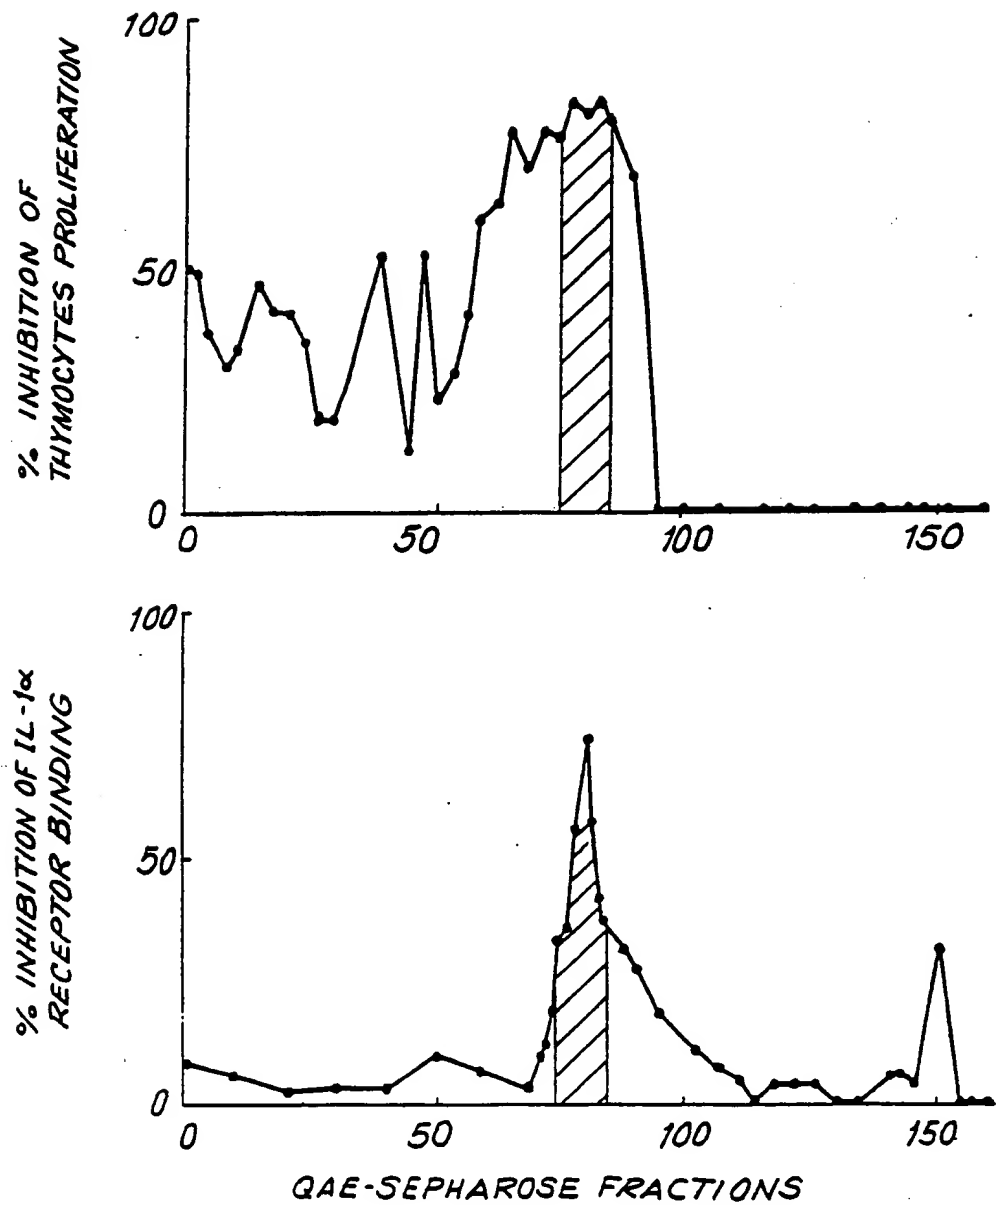 100
50
0
% INHIBITION OF
THYMOCYTES PROLIFERATION
0 50 100 150
100
50
0
% INHIBITION OF IL-1α
RECEPTOR BINDING
0 50 100 150
QAE-SEPHAROSE FRACTIONS